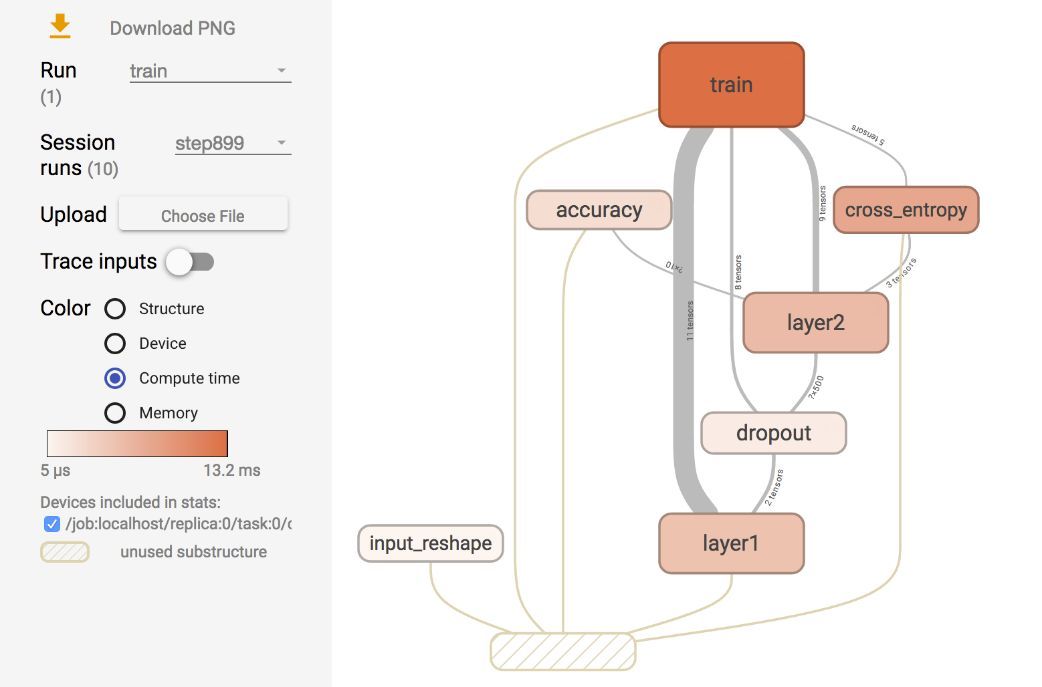 Download PNG
Run
(1)
train
Session
runs (10)
step899
Upload
Choose File
Trace inputs
Color
Structure
Device
Compute time
Memory
5 µs
13.2 ms
Devices included in stats:
/job:localhost/replica:0/task:0/
unused substructure
train
5 tensors
accuracy
9 tensors
cross_entropy
?x10
8 tensors
3 tensors
11 tensors
layer2
?x500
dropout
2 tensors
input_reshape
layer1